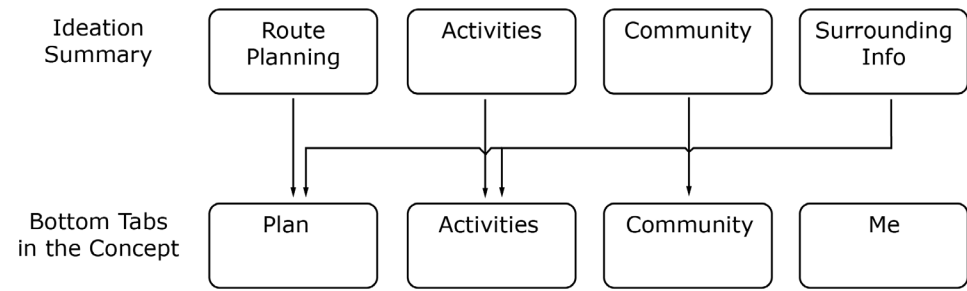 Ideation
Summary
Route
Planning
Activities
Community
Surrounding
Info
Bottom Tabs
in the Concept
Plan
Activities
Community
Me